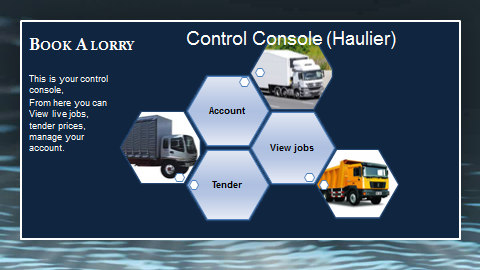 Book A lorry
Control Console (Haulier)
This is your control
console,
From here you can
View live jobs,
tender prices,
manage your
account.
Account
View jobs
Tender